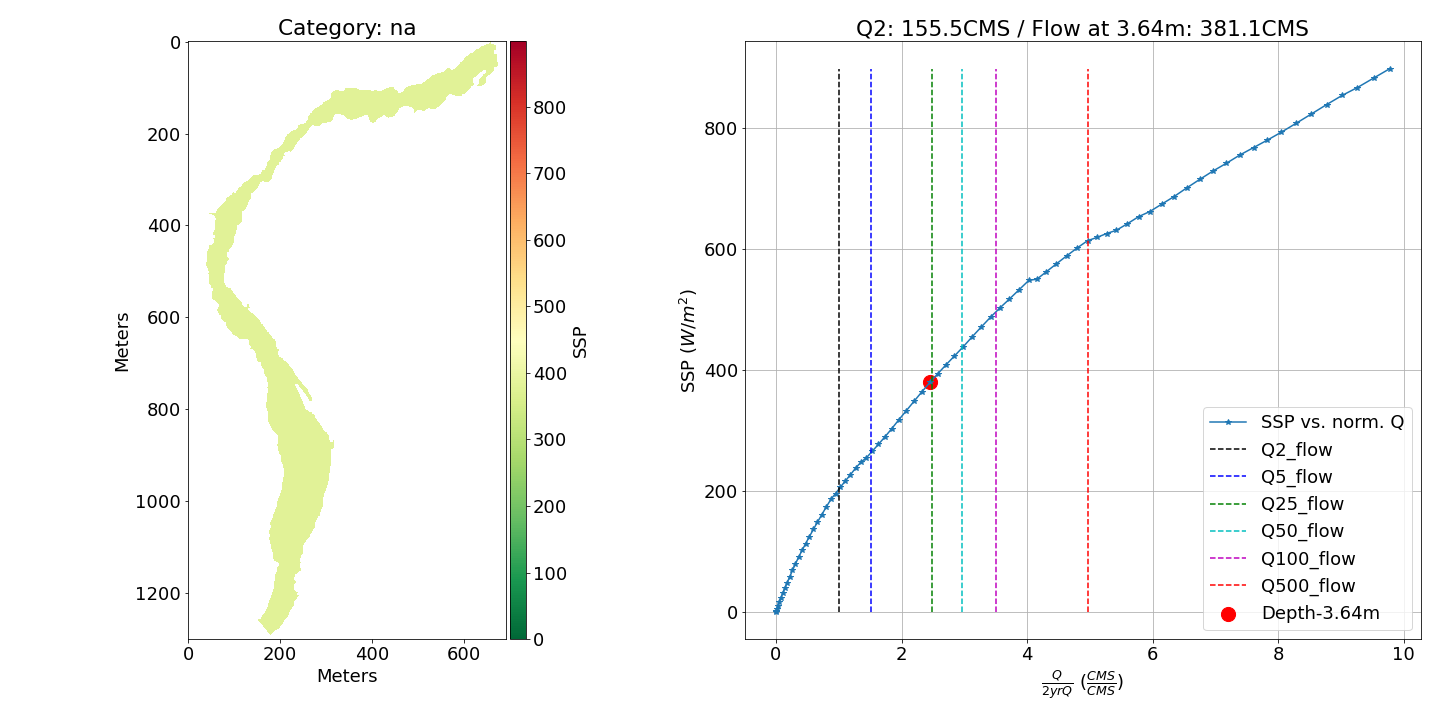 Category: na
0
200
400
600
800
1000
1200
Meters
0
200
400
600
Meters
800
700
600
500
400
300
200
100
0
SSP
Q2: 155.5CMS / Flow at 3.64m: 381.1CMS
800
600
400
200
0
SSP (W/m²)
0
2
4
6
8
10
Q/2yrQ (CMS/CMS)
SSP vs. norm. Q
Q2_flow
Q5_flow
Q25_flow
Q50_flow
Q100_flow
Q500_flow
Depth-3.64m